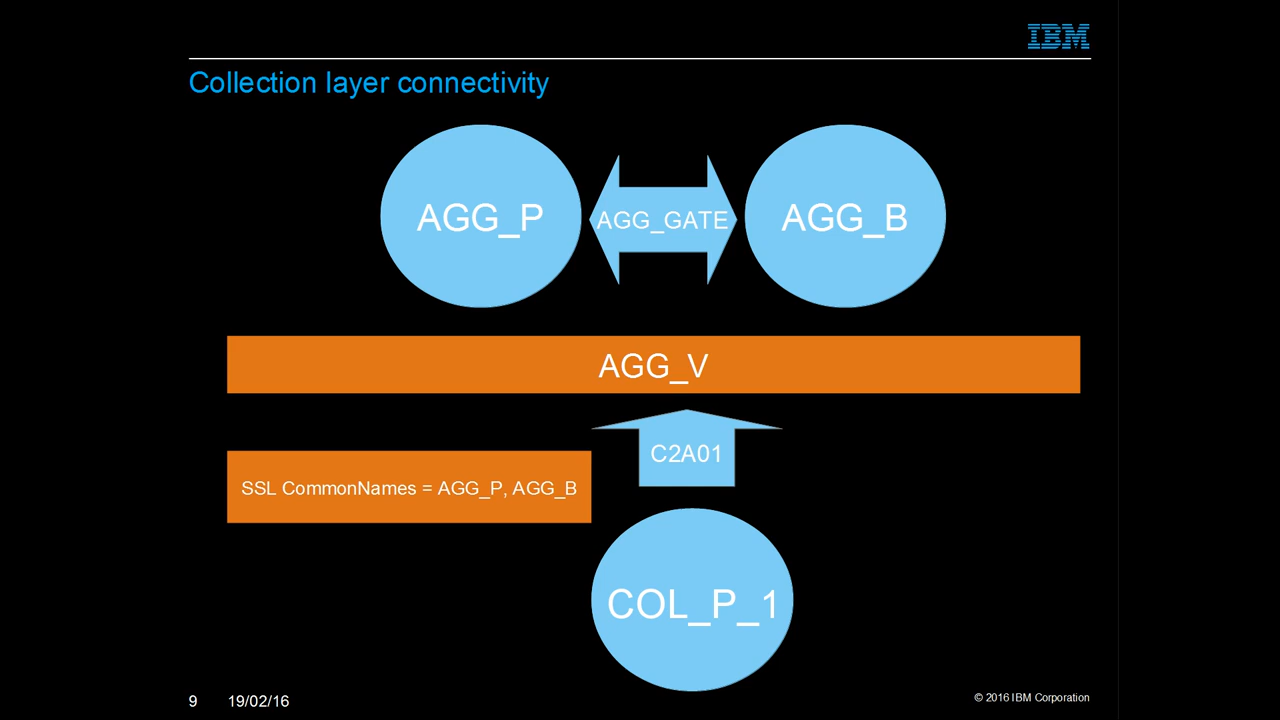 IBM
Collection layer connectivity
AGG_P
AGG_GATE
AGG_B
AGG_V
C2A01
SSL CommonNames = AGG_P, AGG_B
COL_P_1
9
19/02/16
© 2016 IBM Corporation